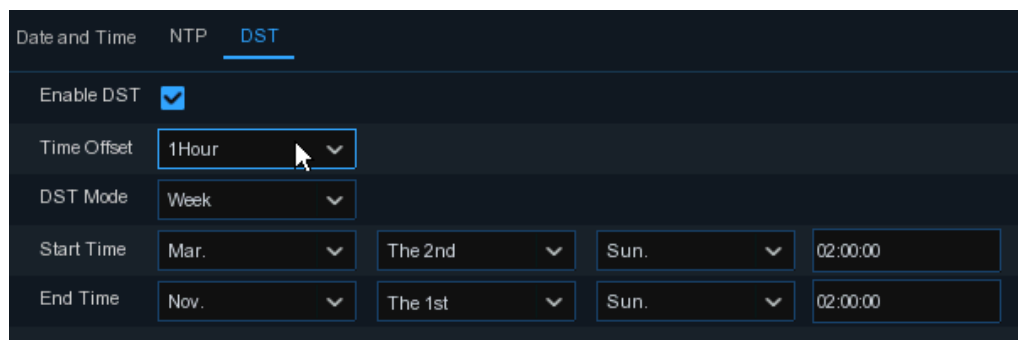 Date and Time NTP DST
Enable DST
Time Offset 1Hour
DST Mode Week
Start Time Mar. The 2nd Sun. 02:00:00
End Time Nov. The 1st Sun. 02:00:00